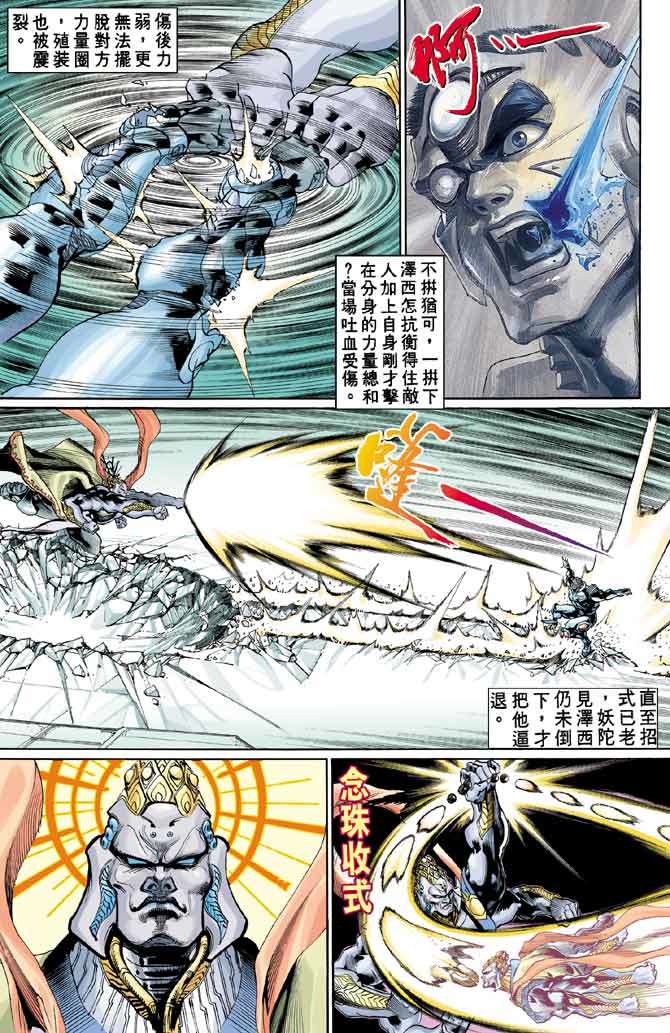 傷後力
弱，更
無法擺
脫對方
力量圈
，殖裝
也被震
裂。
啊
不拚猶可，一拚下
澤西怎抗衡得住敵
人加上自身剛才擊
在分身的力量總和
？當場吐血受傷。
嘭
直至招
式已老
，妖陀
見澤西
仍未倒
下，才
把他逼
退。
念珠收式